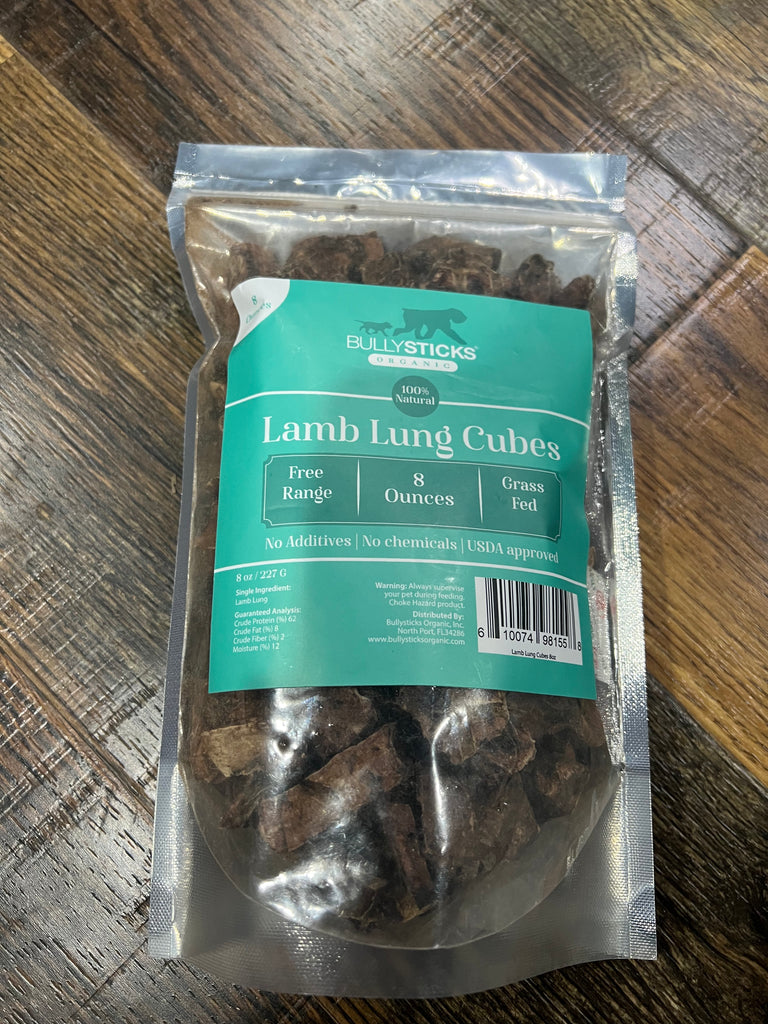 8
Ounces
BULLYSTICKS
ORGANIC
100%
Natural
Lamb Lung Cubes
Free
Range
8
Ounces
Grass
Fed
No Additives | No chemicals | USDA approved
8 oz / 227 G
Single Ingredient:
Lamb Lung
Guaranteed Analysis:
Crude Protein (%) 62
Crude Fat (%) 8
Crude Fiber (%) 2
Moisture (%) 12
Warning: Always supervise
your pet during feeding.
Choke Hazard product.
Distributed By:
Bullysticks Organic, Inc.
North Port, FL34286
www.bullysticksorganic.com
6 10074 98155 8
Lamb Lung Cubes 8oz